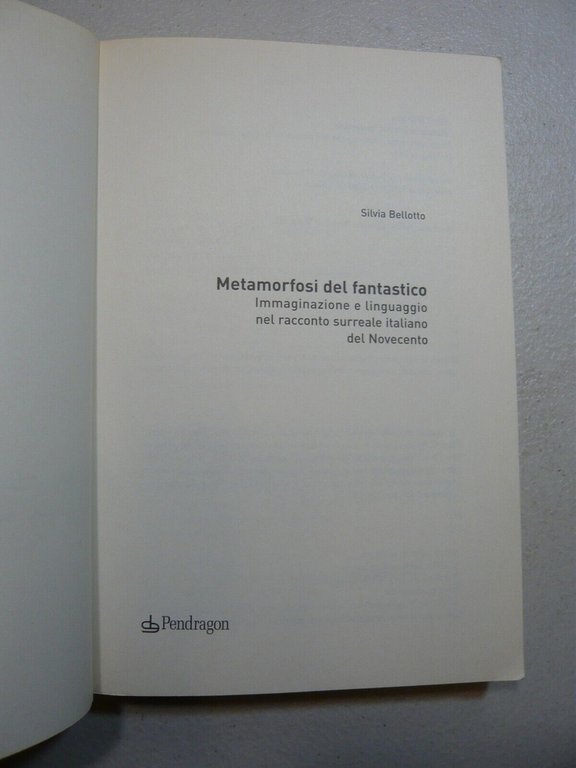 Silvia Bellotto
Metamorfosi del fantastico
Immaginazione e linguaggio
nel racconto surreale italiano
del Novecento
Pendragon